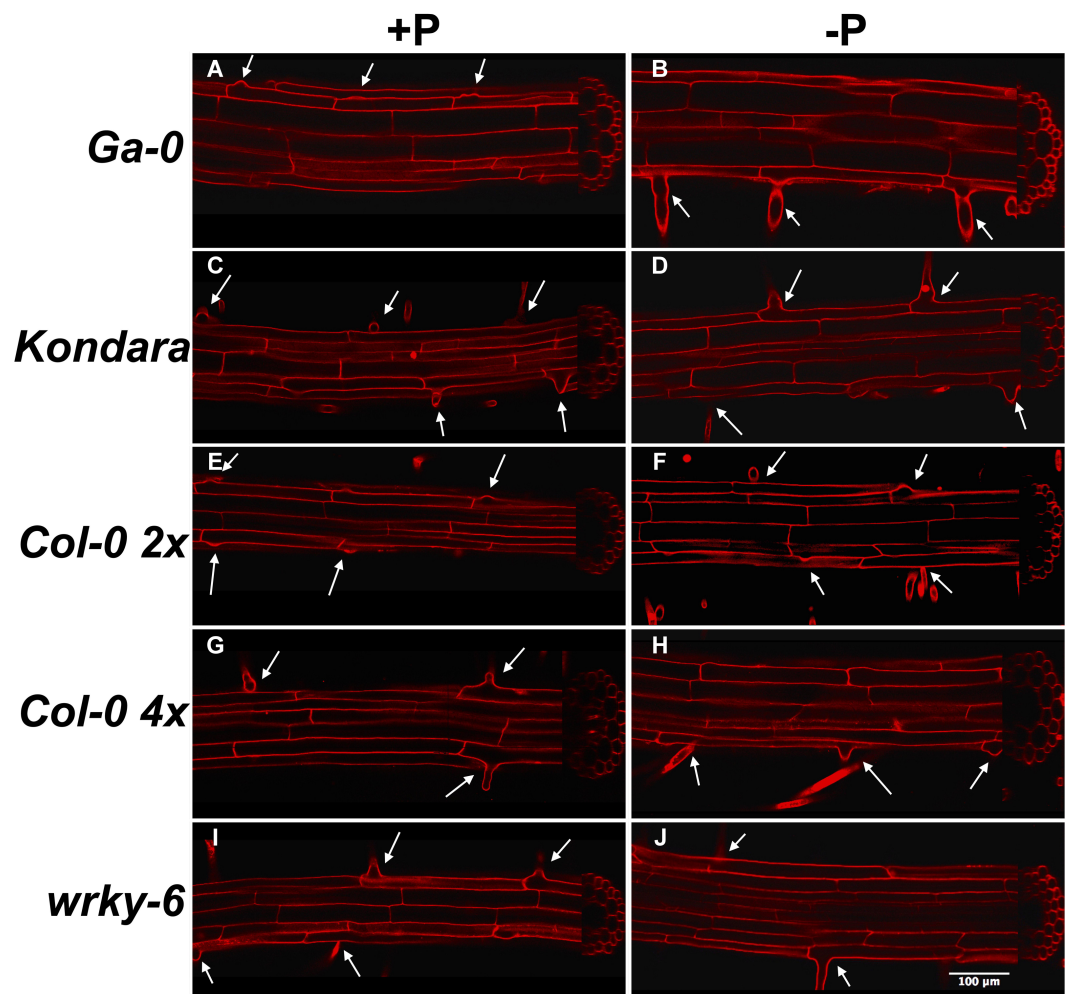 +P -P
Ga-0 A B
Kondara C D
Col-0 2x E F
Col-0 4x G H
wrky-6 I J
100 µm